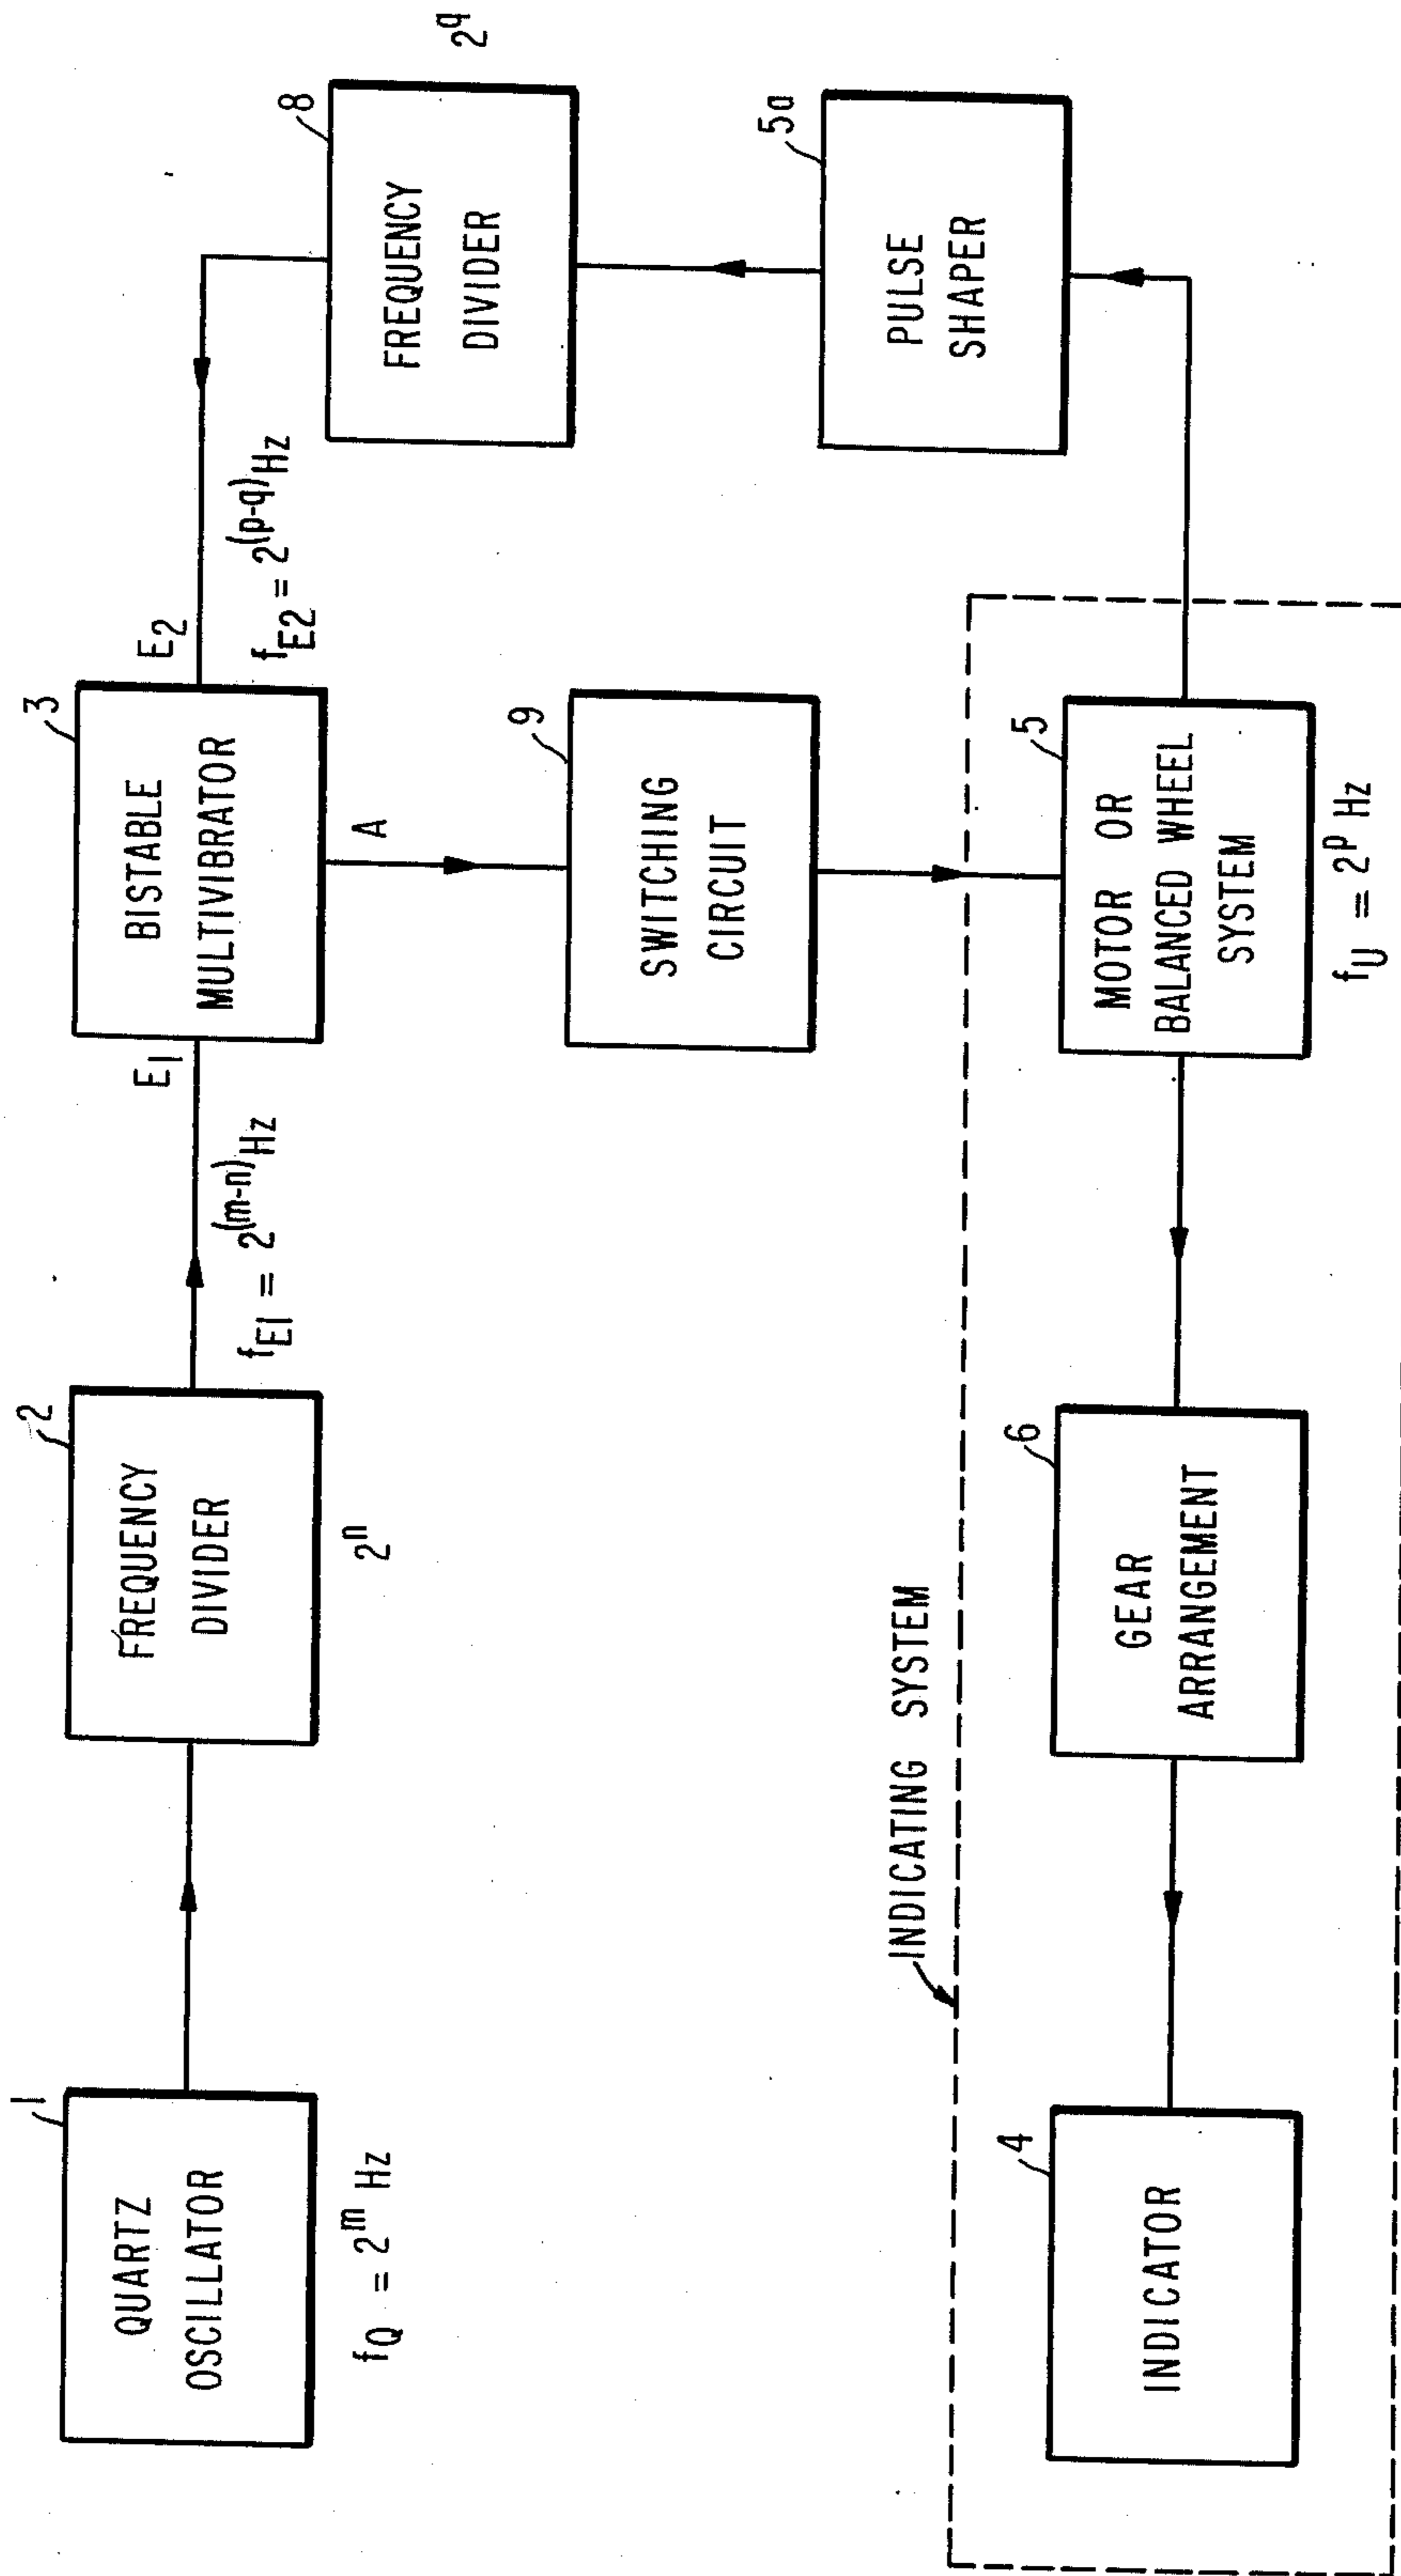 1
QUARTZ
OSCILLATOR
f_Q = 2^m Hz
2
FREQUENCY
DIVIDER
2^n
E_1
f_E1 = 2^(m-n) Hz
3
BISTABLE
MULTIVIBRATOR
A
E_2
f_E2 = 2^(p-q) Hz
8
FREQUENCY
DIVIDER
2^q
9
SWITCHING
CIRCUIT
5a
PULSE
SHAPER
INDICATING SYSTEM
4
INDICATOR
6
GEAR
ARRANGEMENT
5
MOTOR OR
BALANCED WHEEL
SYSTEM
f_U = 2^p Hz